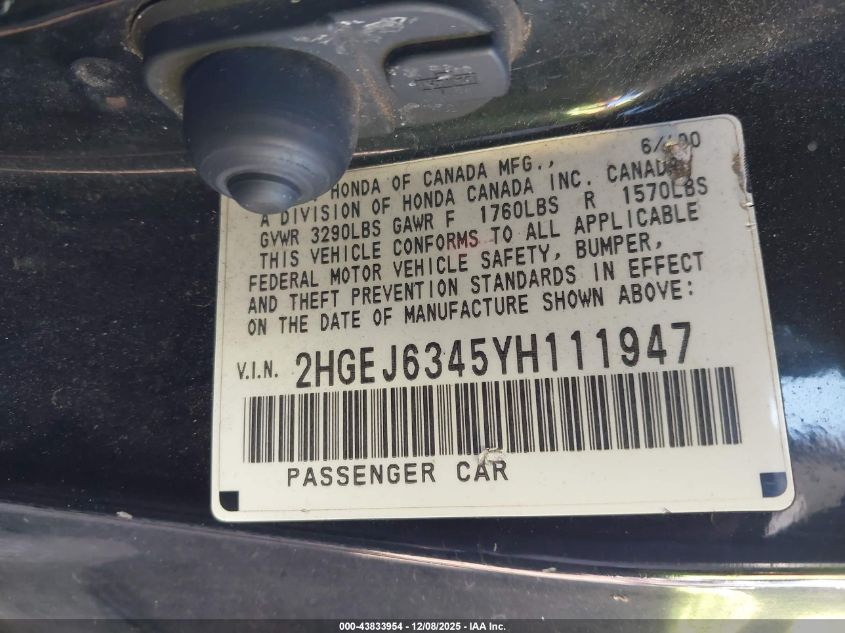 6/ 00
HONDA OF CANADA MFG.,
A DIVISION OF HONDA CANADA INC. CANADA
GVWR 3290LBS GAWR F 1760LBS R 1570LBS
THIS VEHICLE CONFORMS TO ALL APPLICABLE
FEDERAL MOTOR VEHICLE SAFETY, BUMPER,
AND THEFT PREVENTION STANDARDS IN EFFECT
ON THE DATE OF MANUFACTURE SHOWN ABOVE:
V.I.N. 2HGEJ6345YH111947
PASSENGER CAR
000-43833954 - 12/08/2025 - IAA Inc.